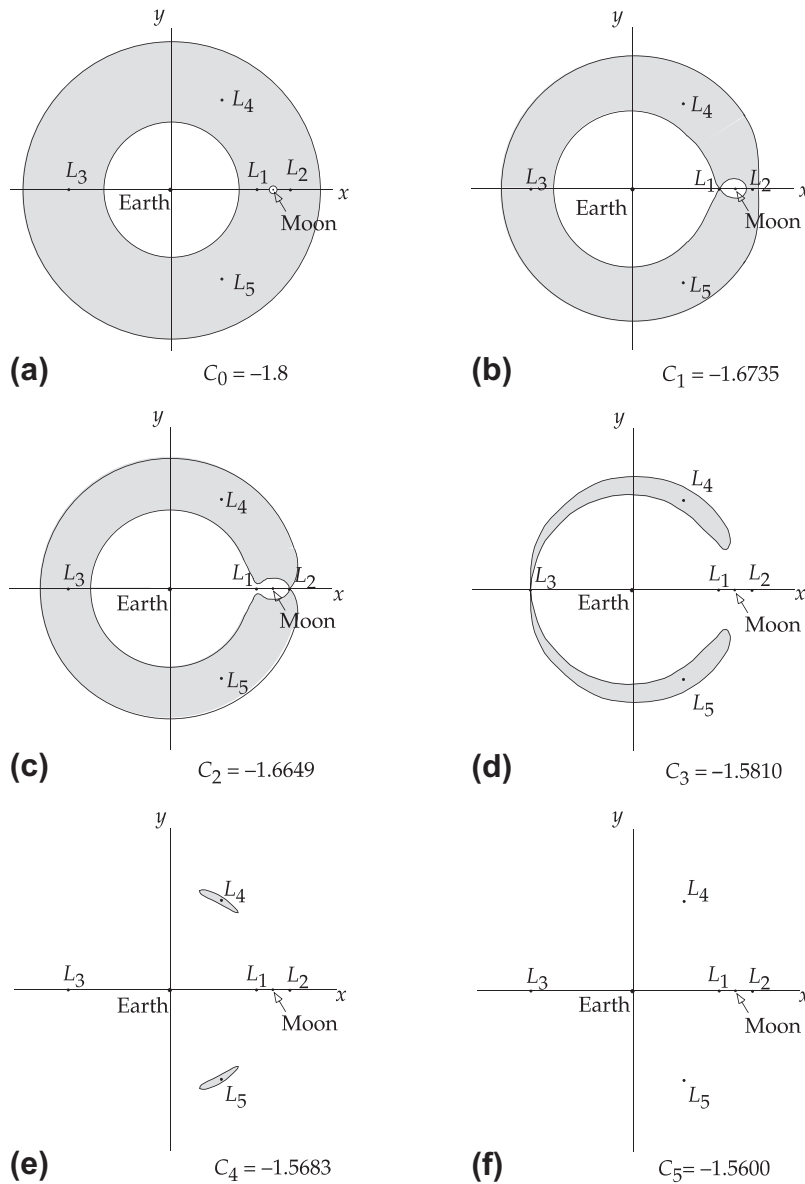 y
L4
L3
L1
L2
x
Earth
Moon
L5
(a)
C0 = –1.8
y
L4
L3
L1
L2
x
Earth
Moon
L5
(b)
C1 = –1.6735
y
L4
L3
L1
L2
x
Earth
Moon
L5
(c)
C2 = –1.6649
y
L4
L3
L1
L2
x
Earth
Moon
L5
(d)
C3 = –1.5810
y
L4
L3
L1
L2
x
Earth
Moon
L5
(e)
C4 = –1.5683
y
L4
L3
L1
L2
x
Earth
Moon
L5
(f)
C5= –1.5600